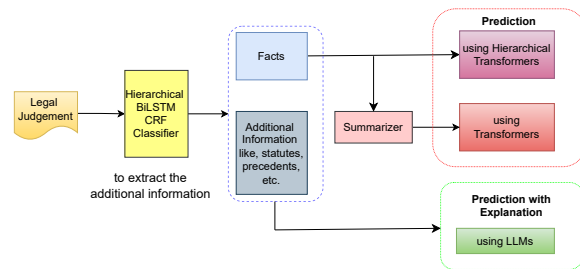 Legal
Judgement
Hierarchical
BiLSTM
CRF
Classifier
to extract the
additional information
Facts
Additional
Information
like, statutes,
precedents,
etc.
Summarizer
Prediction
using Hierarchical
Transformers
using
Transformers
Prediction with
Explanation
using LLMs